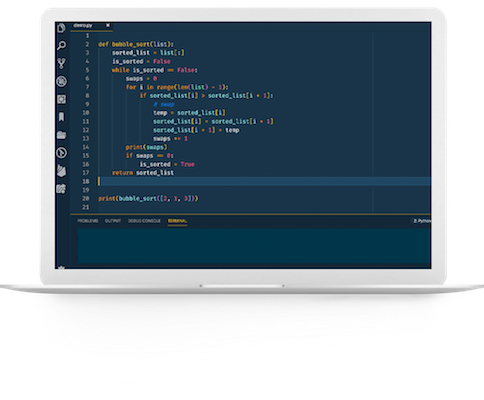 demo.py ×
1
2 def bubble_sort(list):
3 sorted_list = list[:]
4 is_sorted = False
5 while is_sorted == False:
6 swaps = 0
7 for i in range(len(list) - 1):
8 if sorted_list[i] > sorted_list[i + 1]:
9 # swap
10 temp = sorted_list[i]
11 sorted_list[i] = sorted_list[i + 1]
12 sorted_list[i + 1] = temp
13 swaps += 1
14 print(swaps)
15 if swaps == 0:
16 is_sorted = True
17 return sorted_list
18
19
20 print(bubble_sort([2, 1, 3]))
21
PROBLEMS OUTPUT DEBUG CONSOLE TERMINAL 2: Python